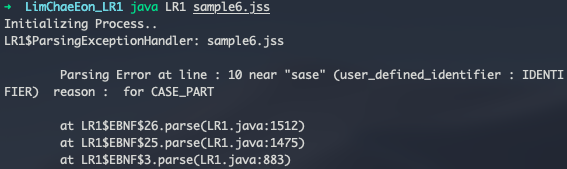 ➜ LimChaeEon_LR1 java LR1 sample6.jss
Initializing Process..
LR1$ParsingExceptionHandler: sample6.jss
Parsing Error at line : 10 near "sase" (user_defined_identifier : IDENTI
FIER) reason : for CASE_PART
at LR1$EBNF$26.parse(LR1.java:1512)
at LR1$EBNF$25.parse(LR1.java:1475)
at LR1$EBNF$3.parse(LR1.java:883)